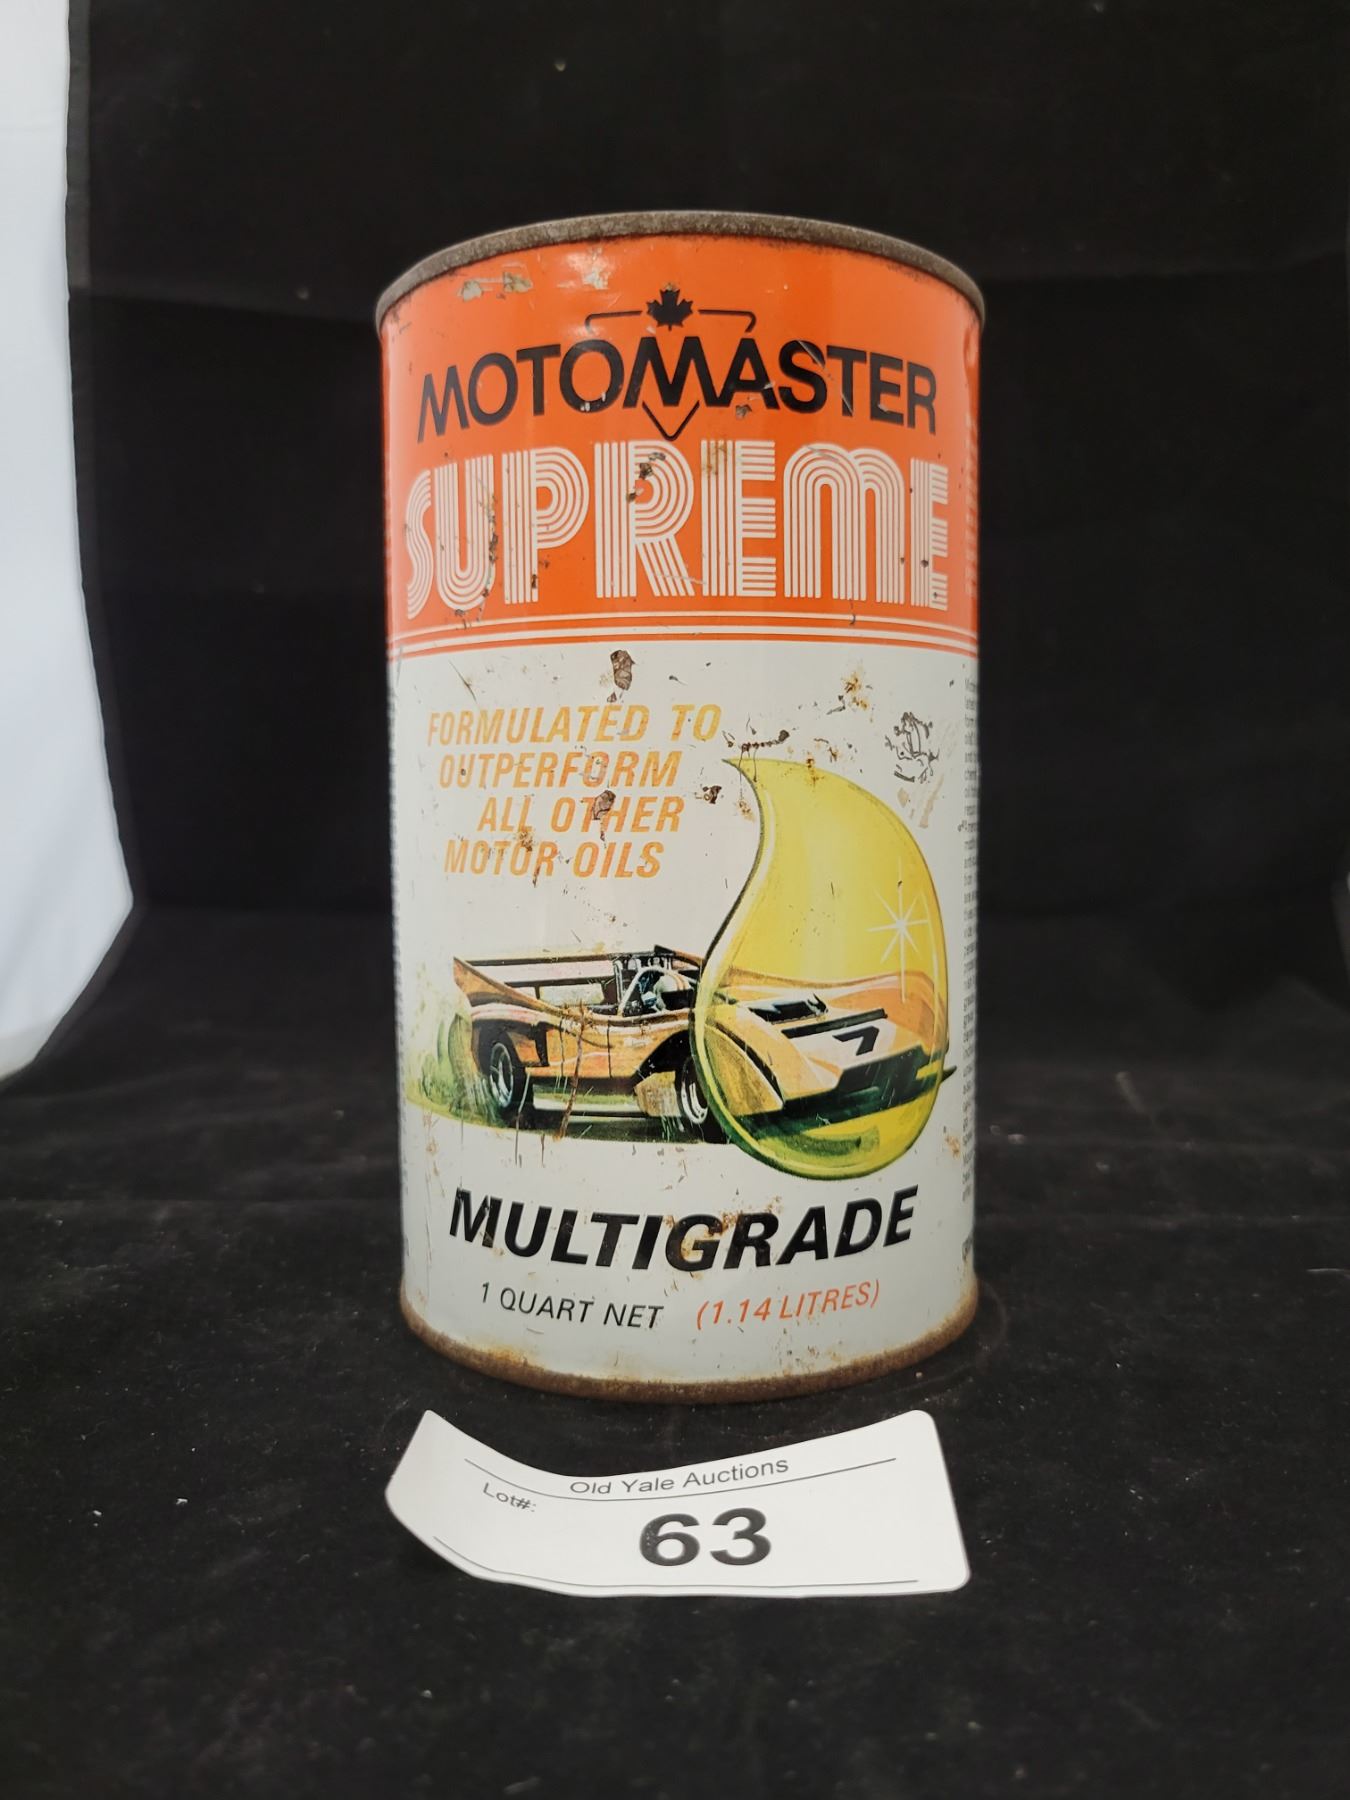 MOTOMASTER
SUPREME
FORMULATED TO
OUTPERFORM
ALL OTHER
MOTOR OILS
7
MULTIGRADE
1 QUART NET (1.14 LITRES)
Old Yale Auctions
Lot#:
63